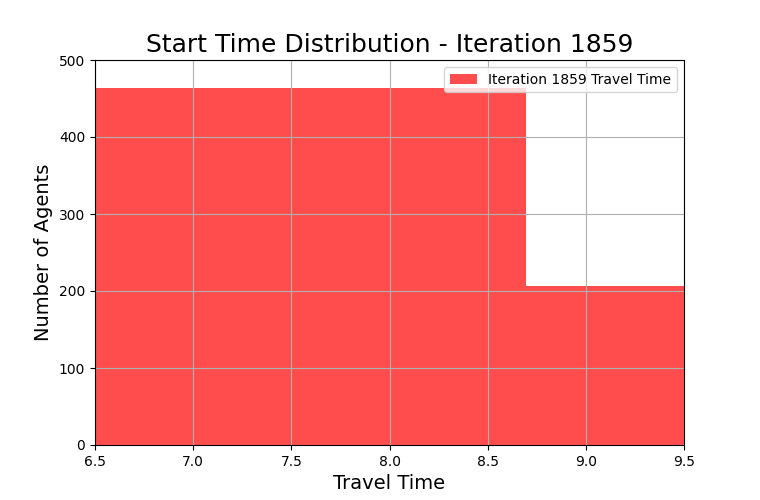 Start Time Distribution - Iteration 1859
Iteration 1859 Travel Time
Number of Agents
500
400
300
200
100
0
6.5 7.0 7.5 8.0 8.5 9.0 9.5
Travel Time